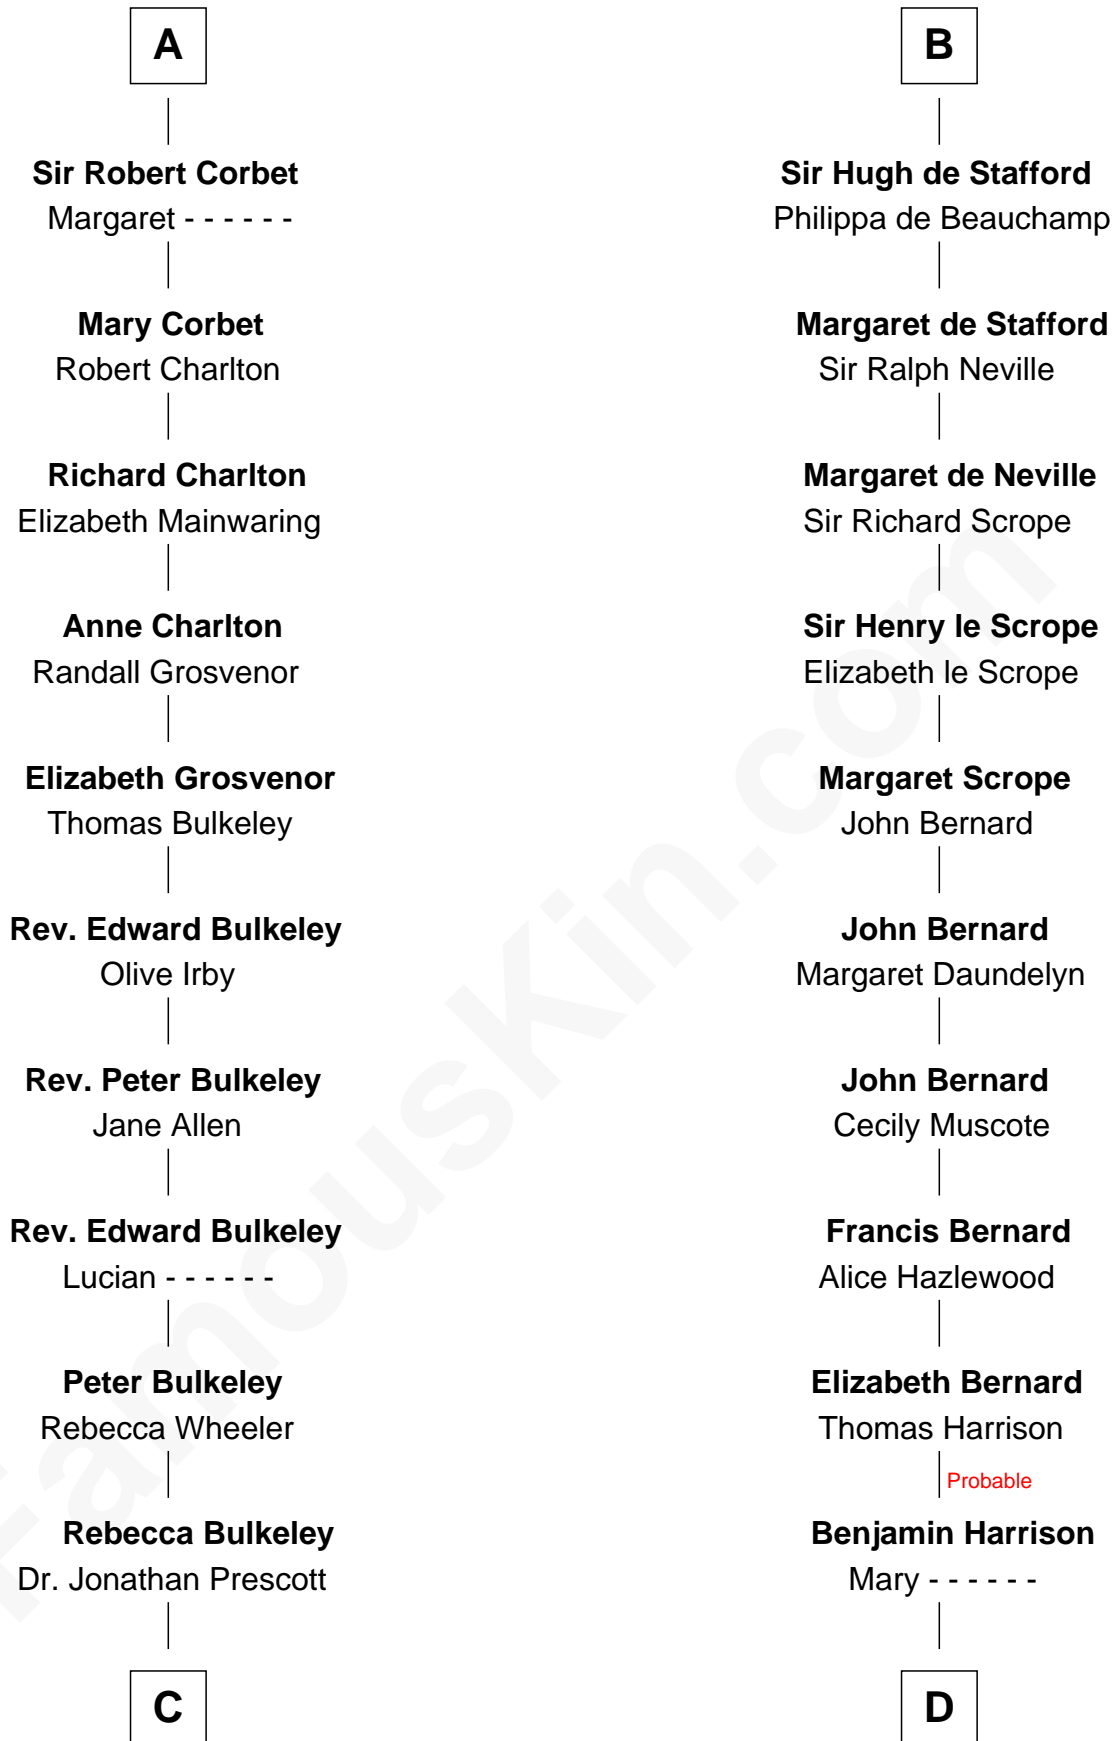 A
Sir Robert Corbet
Margaret - - - - - -
Mary Corbet
Robert Charlton
Richard Charlton
Elizabeth Mainwaring
Anne Charlton
Randall Grosvenor
Elizabeth Grosvenor
Thomas Bulkeley
Rev. Edward Bulkeley
Olive Irby
Rev. Peter Bulkeley
Jane Allen
Rev. Edward Bulkeley
Lucian - - - - - -
Peter Bulkeley
Rebecca Wheeler
Rebecca Bulkeley
Dr. Jonathan Prescott
C
B
Sir Hugh de Stafford
Philippa de Beauchamp
Margaret de Stafford
Sir Ralph Neville
Margaret de Neville
Sir Richard Scrope
Sir Henry le Scrope
Elizabeth le Scrope
Margaret Scrope
John Bernard
John Bernard
Margaret Daundelyn
John Bernard
Cecily Muscote
Francis Bernard
Alice Hazlewood
Elizabeth Bernard
Thomas Harrison
Probable
Benjamin Harrison
Mary - - - - - -
D
FamousKin.com